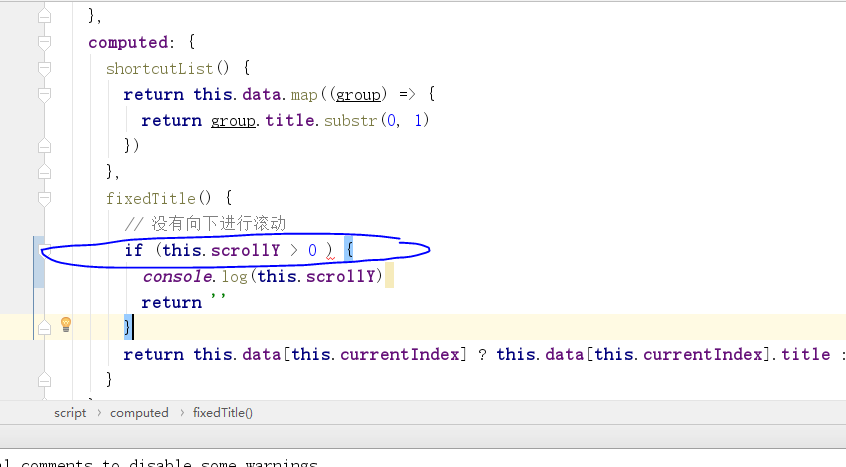 },
computed: {
shortcutList() {
return this.data.map((group) => {
return group.title.substr(0, 1)
})
},
fixedTitle() {
// 没有向下进行滚动
if (this.scrollY > 0 ) {
console.log(this.scrollY)
return ''
}
return this.data[this.currentIndex] ? this.data[this.currentIndex].title :
}
script › computed › fixedTitle()
comments to disable some warnings